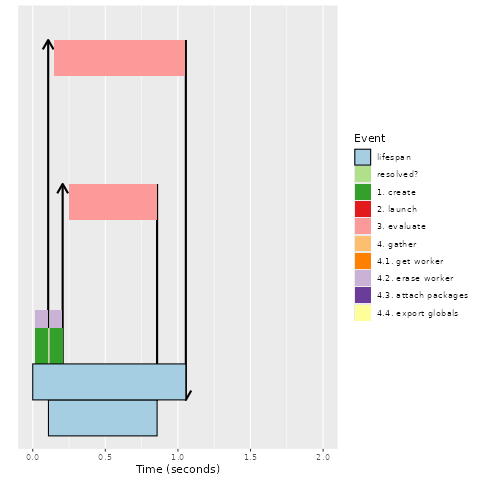 Event
lifespan
resolved?
1. create
2. launch
3. evaluate
4. gather
4.1. get worker
4.2. erase worker
4.3. attach packages
4.4. export globals
0.0 0.5 1.0 1.5 2.0
Time (seconds)